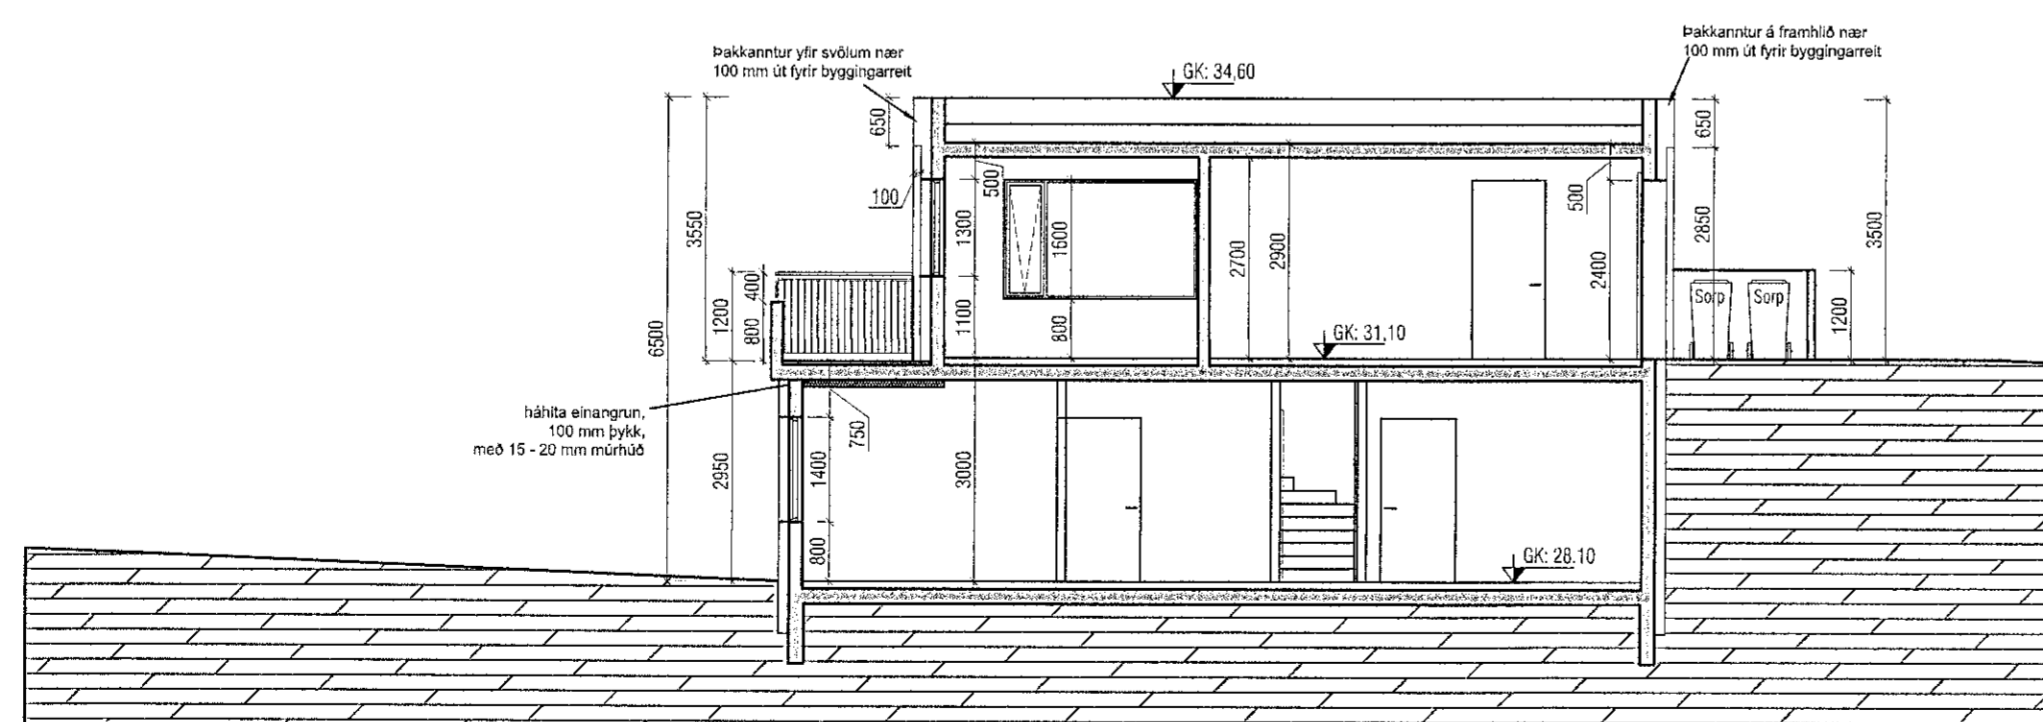 Þakkanntur yfir svölum nær
100 mm út fyrir byggingarreit
GK: 34,60
Þakkanntur á framhlið nær
100 mm út fyrir byggingarreit
650
650
100
500
500
3550
1300
1600
2700
2900
2400
2850
3500
400
1200
800
6500
1100
800
GK: 31,10
Sorp
Sorp
1200
háhita einangrun,
100 mm þykk,
með 15 - 20 mm múrhúð
750
2950
1400
3000
800
GK: 28.10